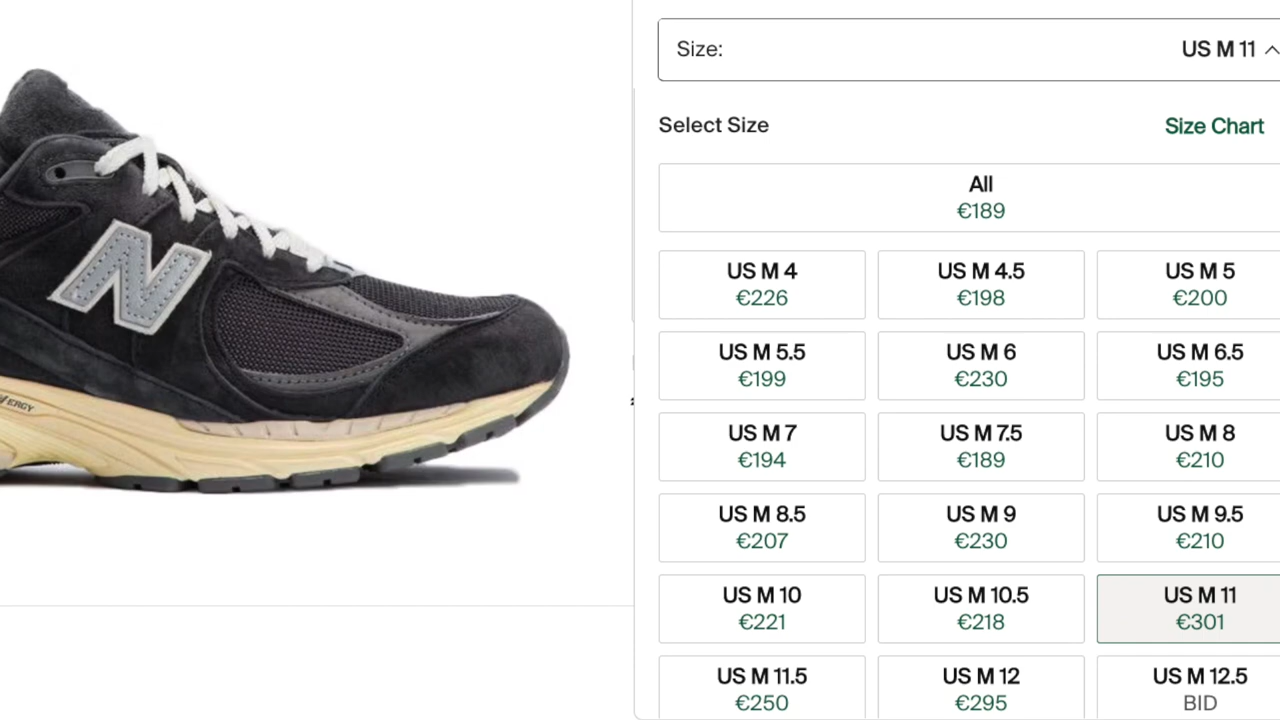 Size:
US M 11
Select Size
Size Chart
All
€189
US M 4
€226
US M 4.5
€198
US M 5
€200
US M 5.5
€199
US M 6
€230
US M 6.5
€195
US M 7
€194
US M 7.5
€189
US M 8
€210
US M 8.5
€207
US M 9
€230
US M 9.5
€210
US M 10
€221
US M 10.5
€218
US M 11
€301
US M 11.5
€250
US M 12
€295
US M 12.5
BID
N
ERGY